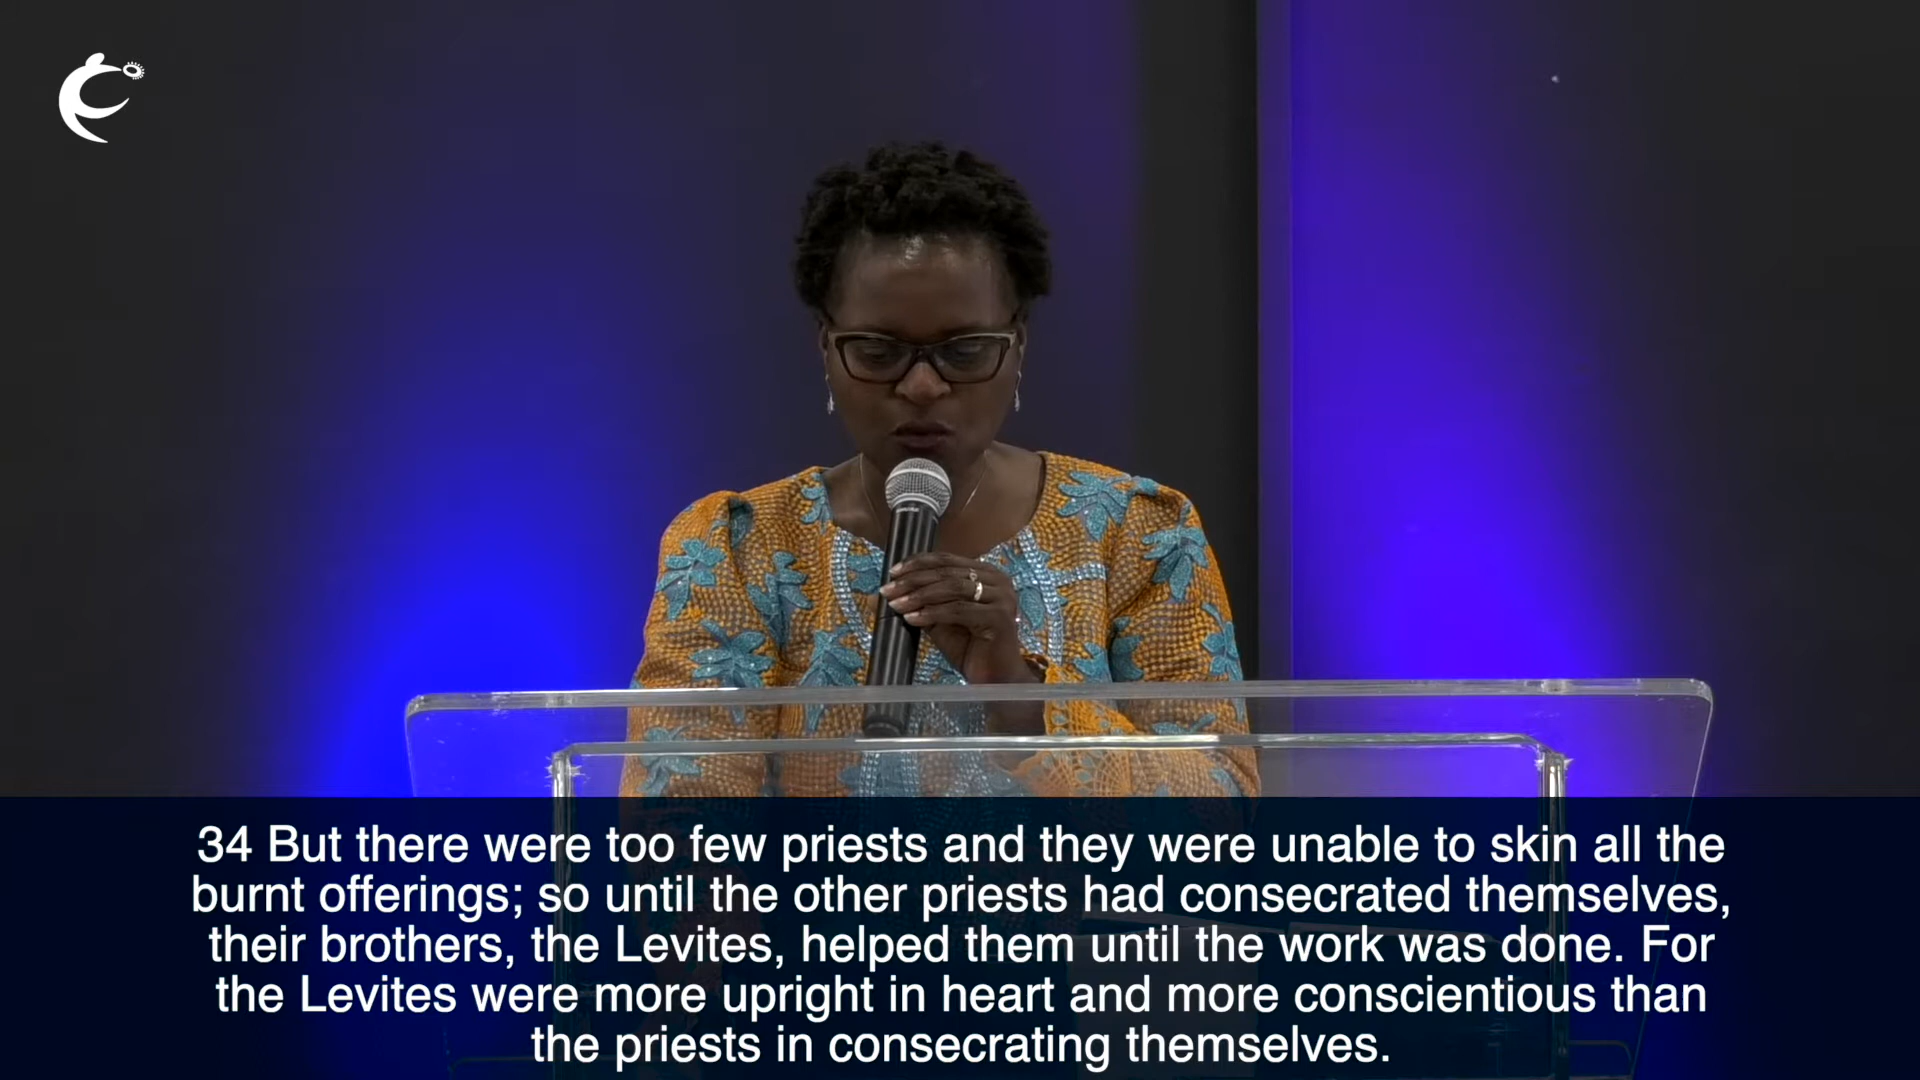 34 But there were too few priests and they were unable to skin all the
burnt offerings; so until the other priests had consecrated themselves,
their brothers, the Levites, helped them until the work was done. For
the Levites were more upright in heart and more conscientious than
the priests in consecrating themselves.